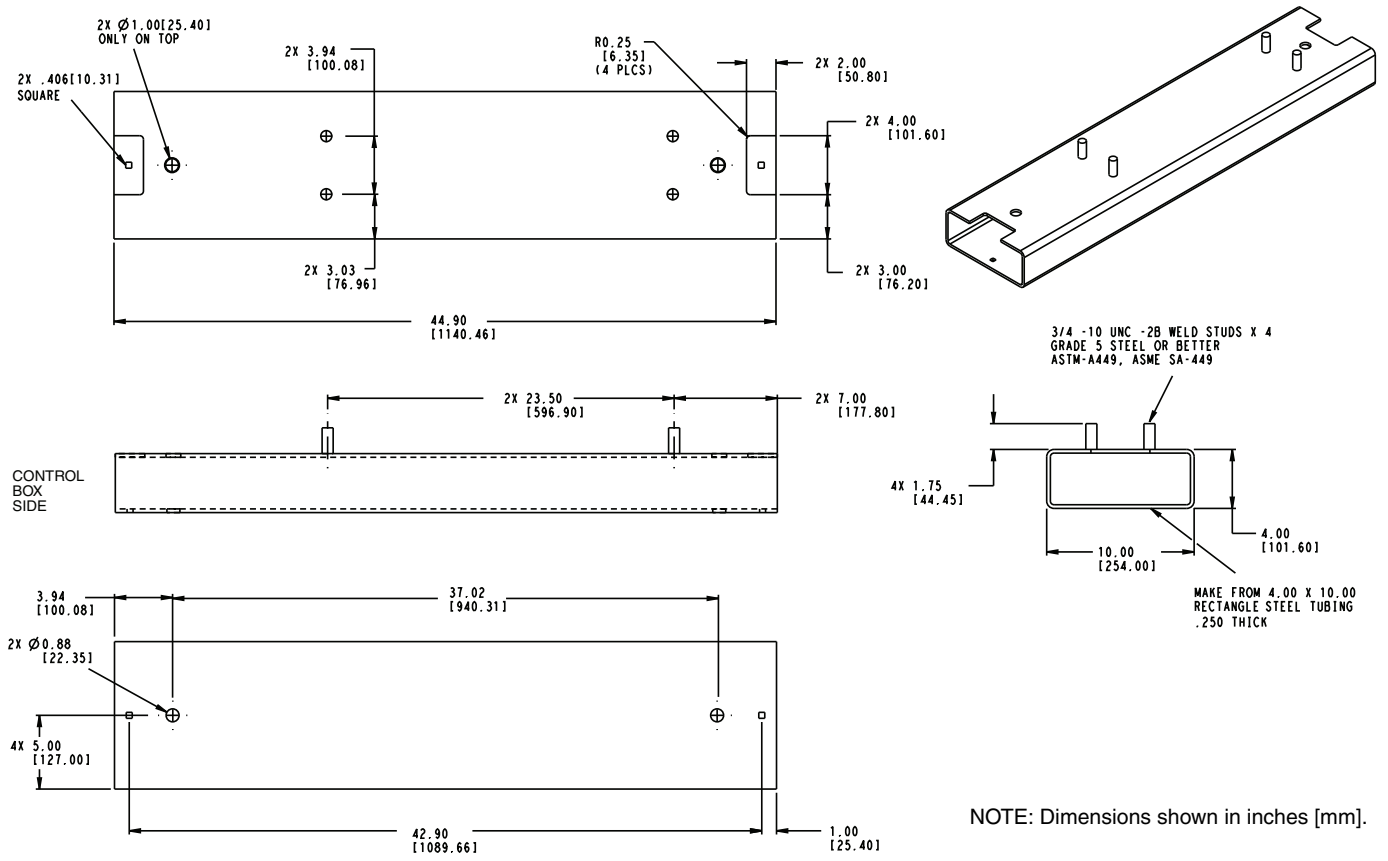 2X Ø1.00[25.40]
ONLY ON TOP
2X .406[10.31]
SQUARE
2X 3.94
[100.08]
R0.25
[6.35]
(4 PLCS)
2X 2.00
[50.80]
2X 4.00
[101.60]
2X 3.03
[76.96]
2X 3.00
[76.20]
44.90
[1140.46]
3/4 -10 UNC -2B WELD STUDS X 4
GRADE 5 STEEL OR BETTER
ASTM-A449, ASME SA-449
2X 23.50
[596.90]
2X 7.00
[177.80]
CONTROL
BOX
SIDE
4X 1.75
[44.45]
4.00
[101.60]
10.00
[254.00]
MAKE FROM 4.00 X 10.00
RECTANGLE STEEL TUBING
.250 THICK
3.94
[100.08]
37.02
[940.31]
2X Ø0.88
[22.35]
4X 5.00
[127.00]
42.90
[1089.66]
1.00
[25.40]
NOTE: Dimensions shown in inches [mm].